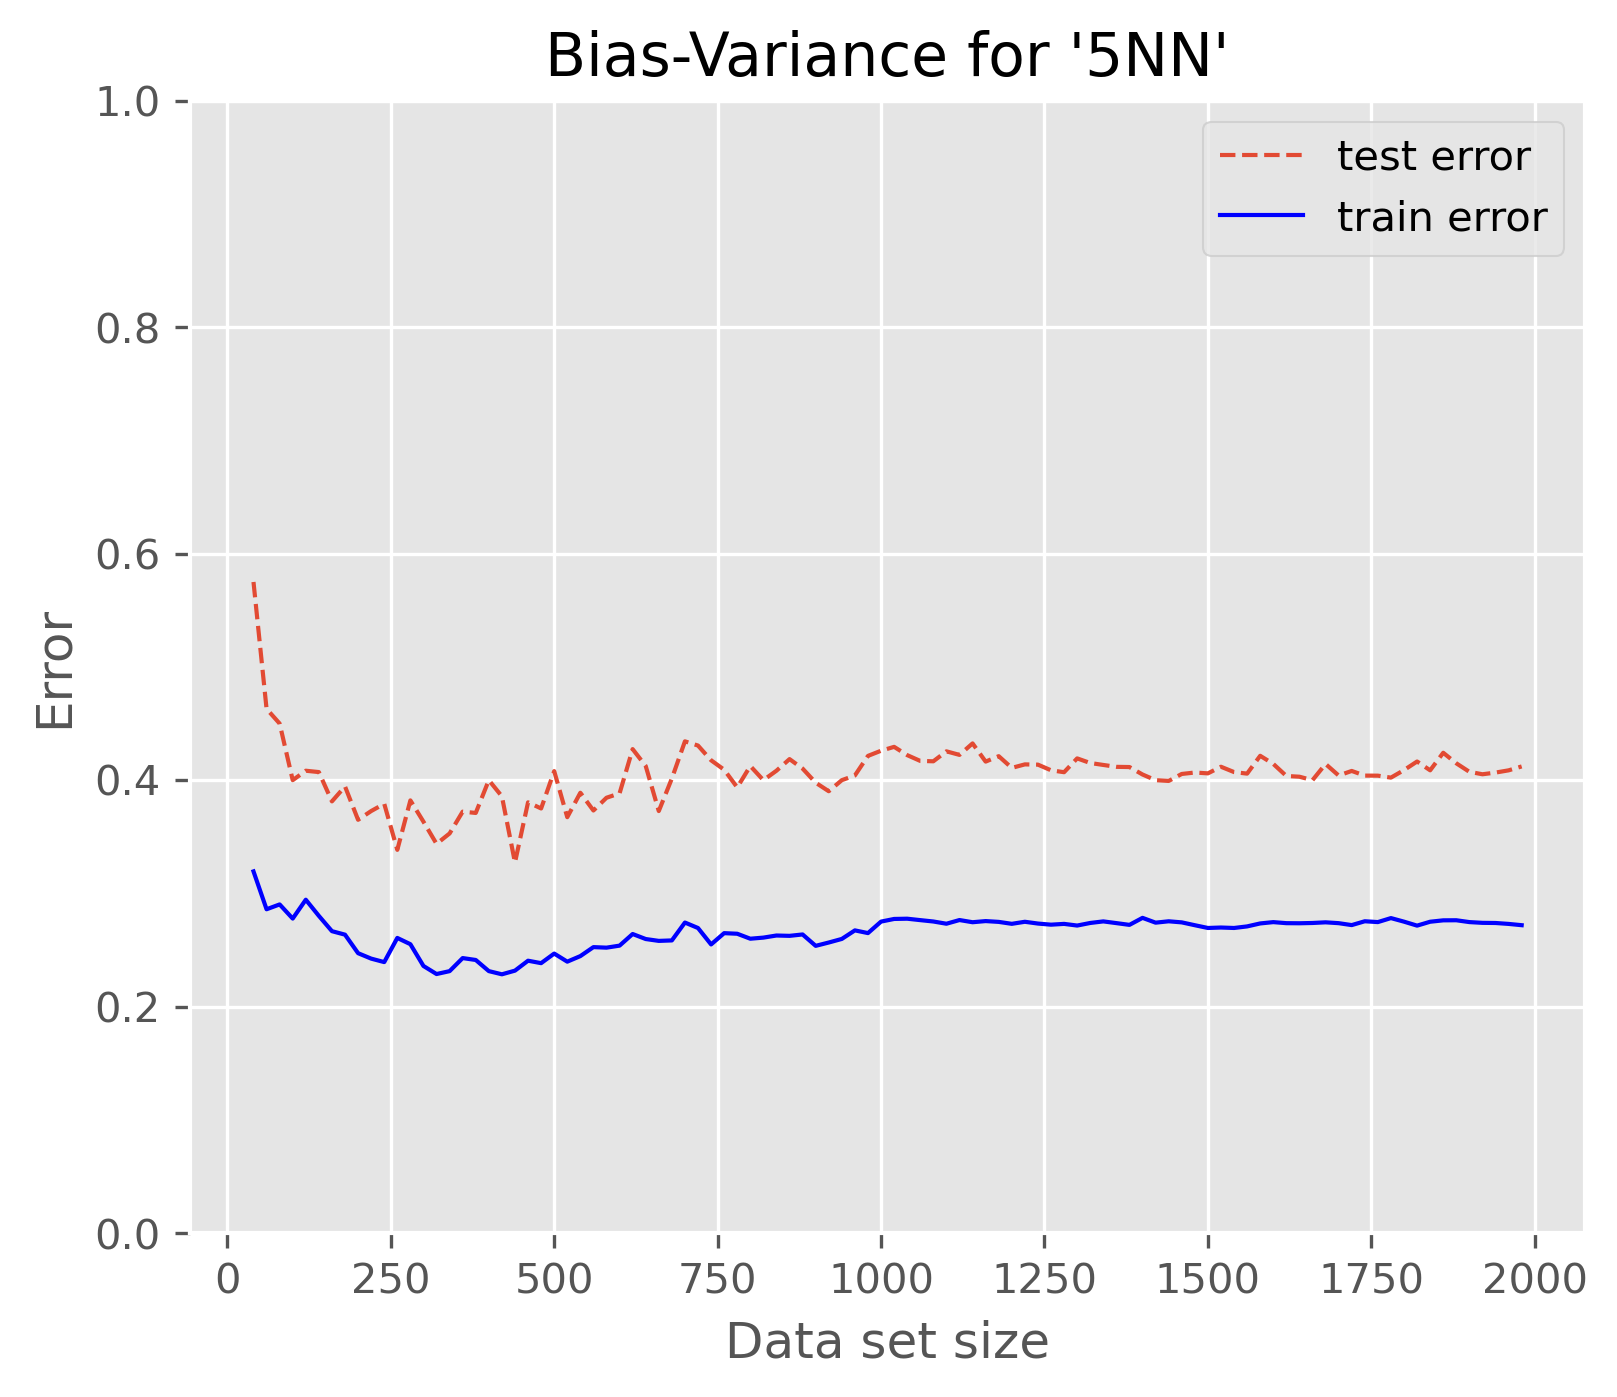 Bias-Variance for '5NN'
1.0
0.8
0.6
0.4
0.2
0.0
Error
test error
train error
0 250 500 750 1000 1250 1500 1750 2000
Data set size